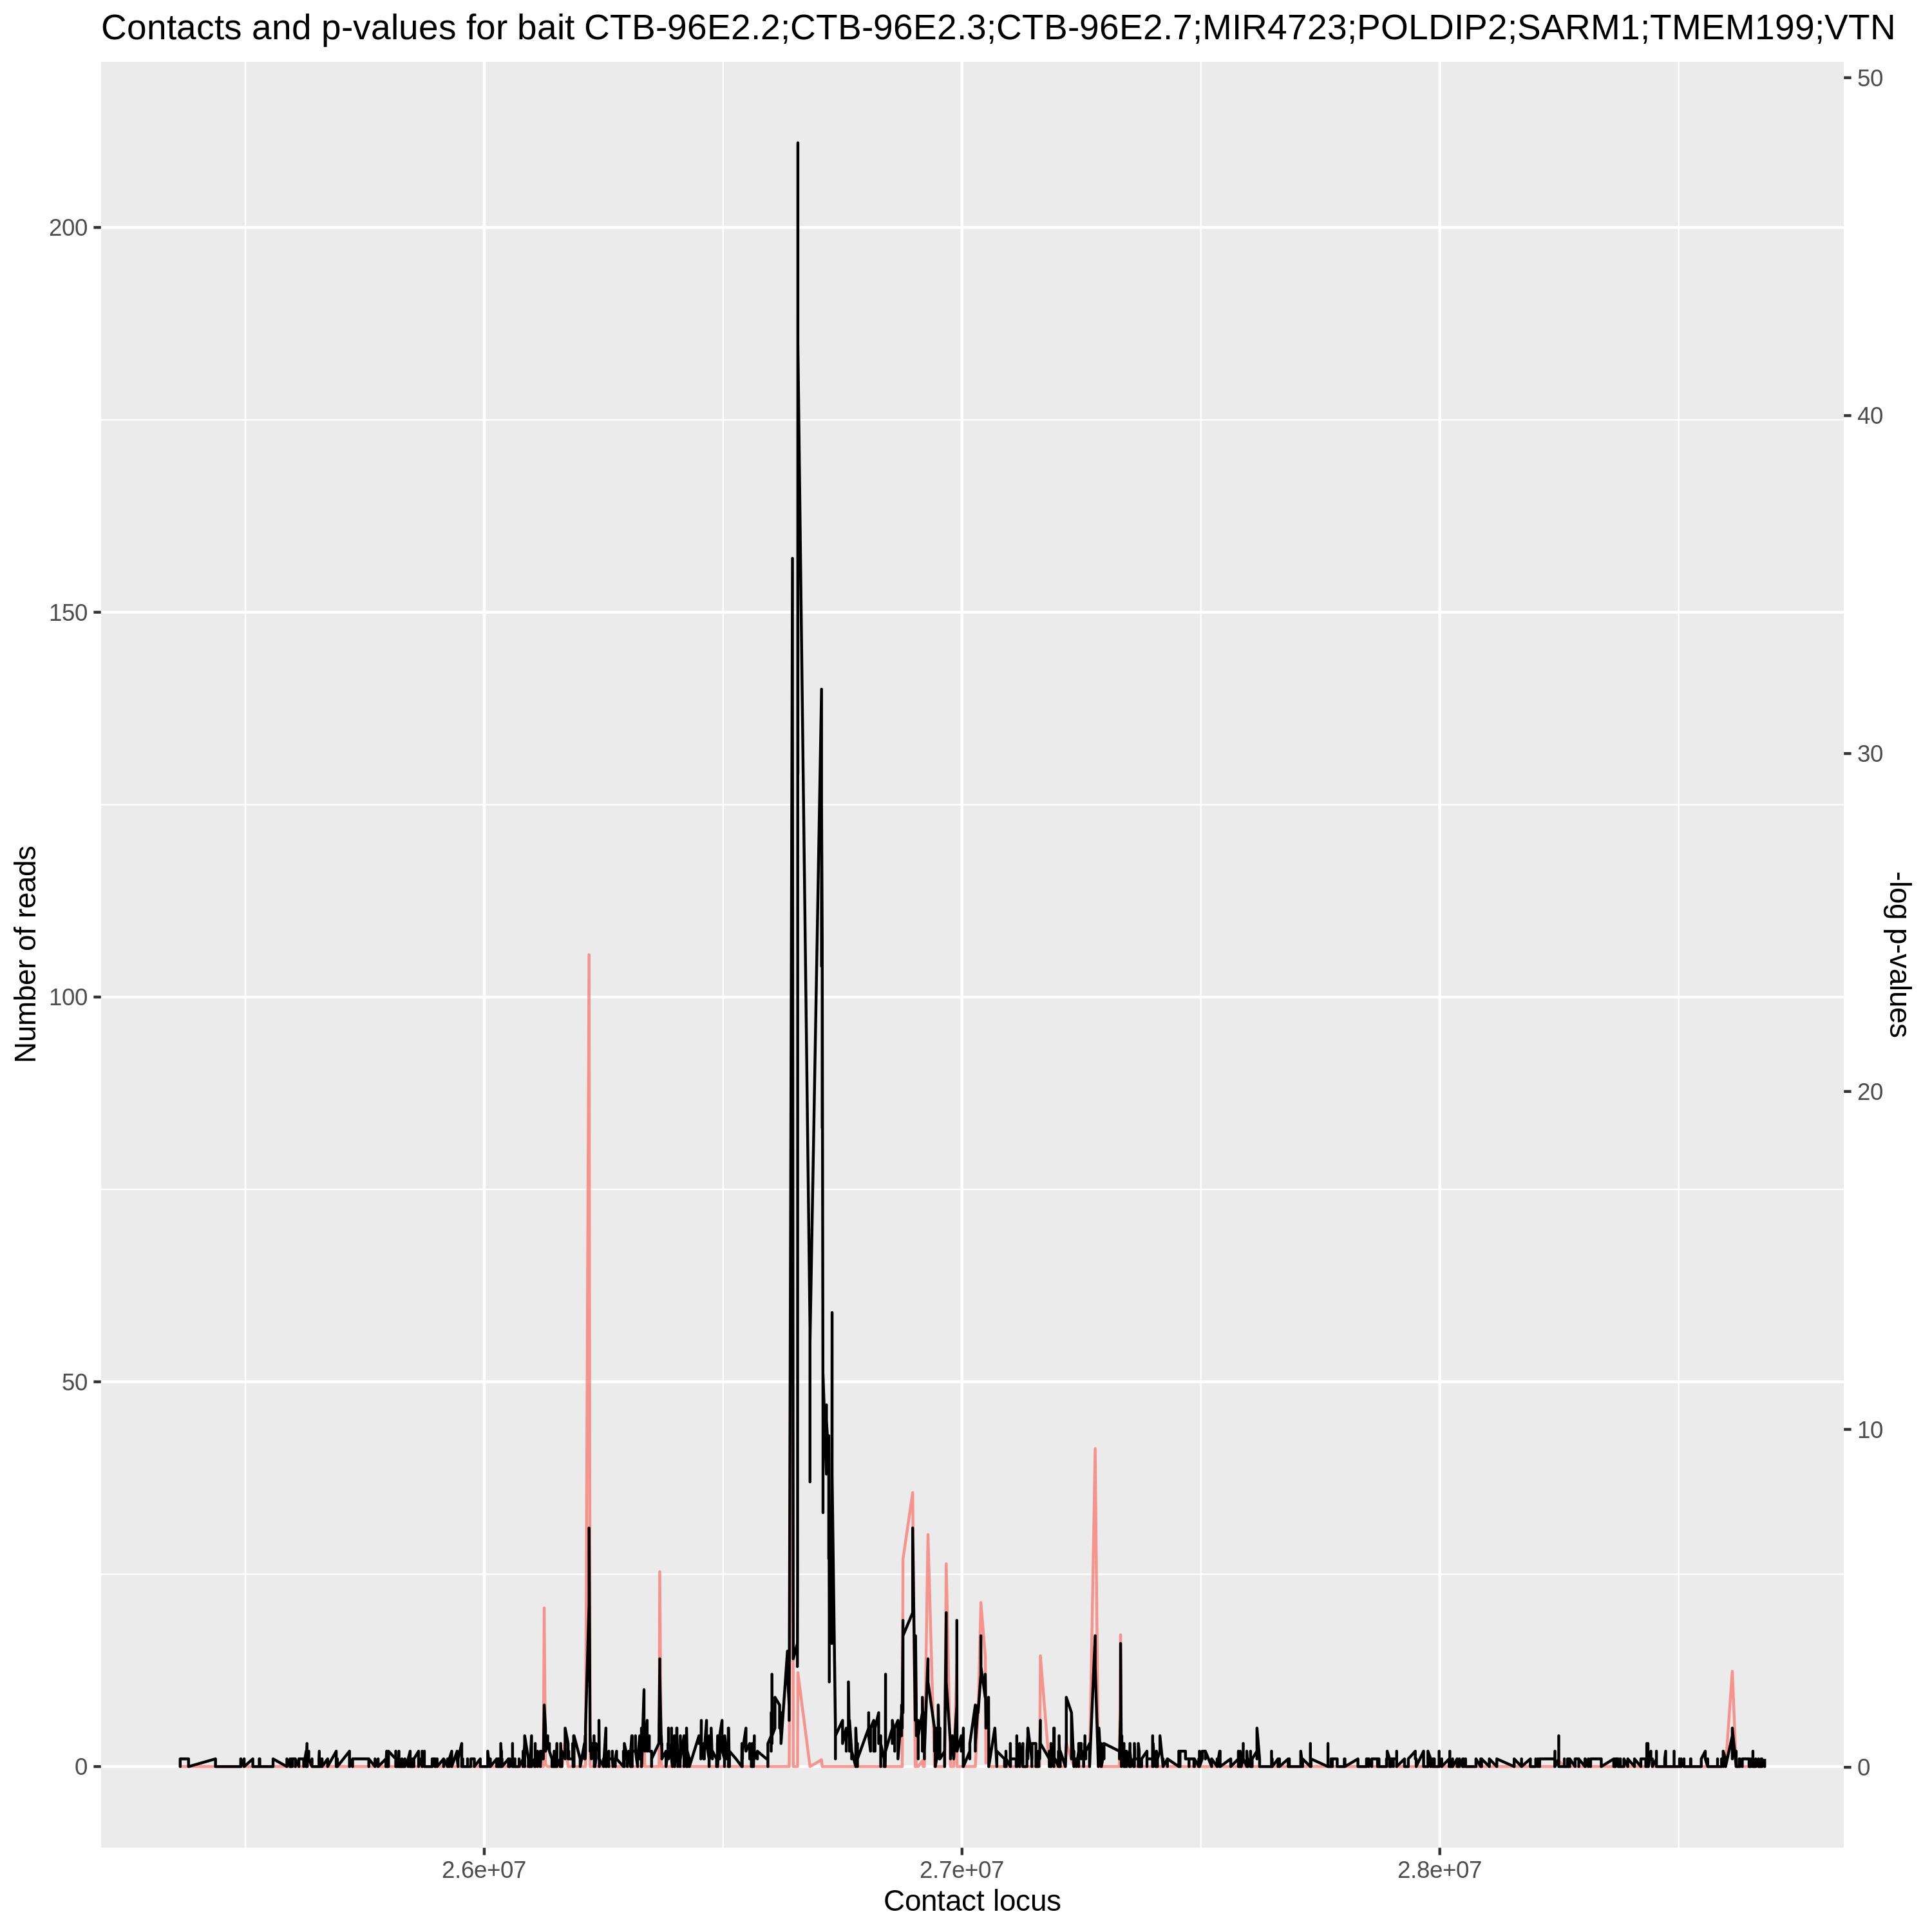 Contacts and p-values for bait CTB-96E2.2;CTB-96E2.3;CTB-96E2.7;MIR4723;POLDIP2;SARM1;TMEM199;VTN
50
200
40
150
30
Number of reads
-log p-values
100
20
50
10
0
0
2.6e+07
2.7e+07
2.8e+07
Contact locus